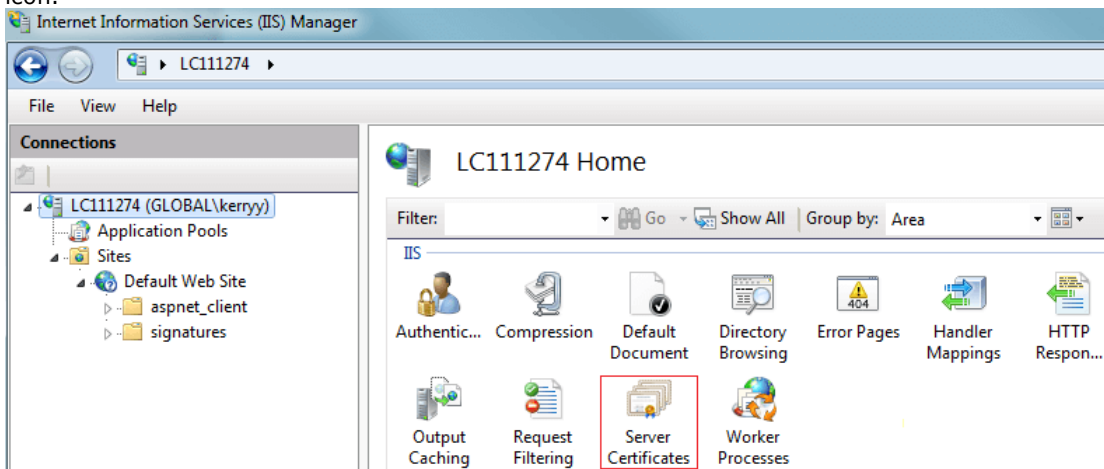 icon.
Internet Information Services (IIS) Manager
LC111274
File View Help
Connections
LC111274 Home
LC111274 (GLOBAL\kerryy)
Application Pools
Sites
Default Web Site
aspnet_client
signatures
Filter: Go Show All Group by: Area
IIS
Authentic... Compression Default Document Directory Browsing Error Pages Handler Mappings HTTP Respon...
404
Output Caching Request Filtering Server Certificates Worker Processes